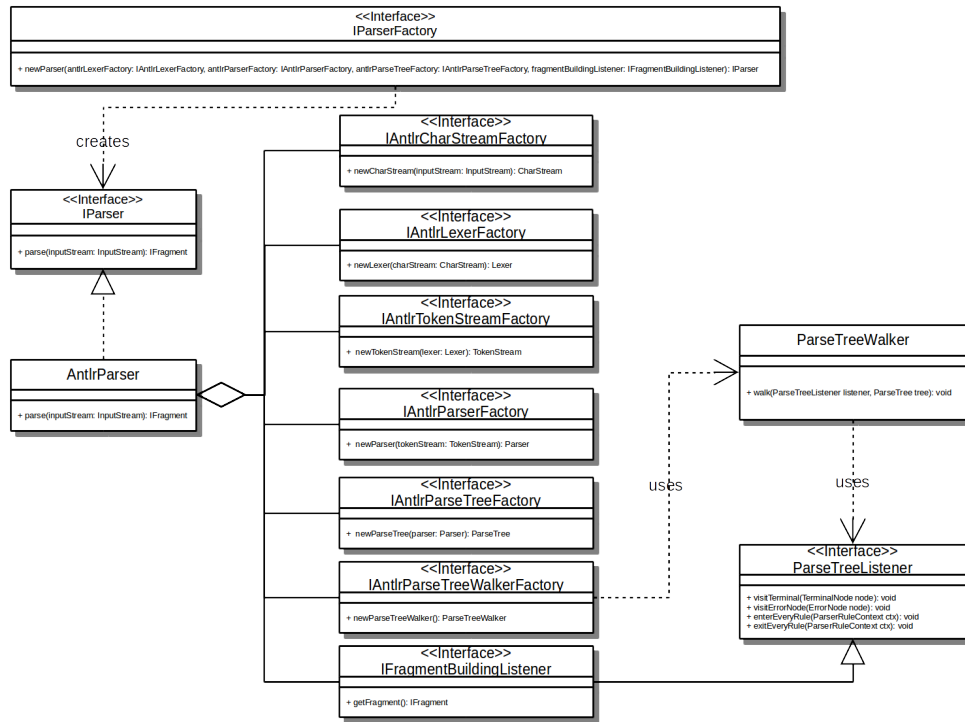 <<Interface>>
IParserFactory
+ newParser(antlrLexerFactory: IAntlrLexerFactory, antlrParserFactory: IAntlrParserFactory, antlrParseTreeFactory: IAntlrParseTreeFactory, fragmentBuildingListener: IFragmentBuildingListener): IParser
creates
<<Interface>>
IParser
+ parse(inputStream: InputStream): IFragment
AntlrParser
+ parse(inputStream: InputStream): IFragment
<<Interface>>
IAntlrCharStreamFactory
+ newCharStream(inputStream: InputStream): CharStream
<<Interface>>
IAntlrLexerFactory
+ newLexer(charStream: CharStream): Lexer
<<Interface>>
IAntlrTokenStreamFactory
+ newTokenStream(lexer: Lexer): TokenStream
<<Interface>>
IAntlrParserFactory
+ newParser(tokenStream: TokenStream): Parser
<<Interface>>
IAntlrParseTreeFactory
+ newParseTree(parser: Parser): ParseTree
<<Interface>>
IAntlrParseTreeWalkerFactory
+ newParseTreeWalker(): ParseTreeWalker
<<Interface>>
IFragmentBuildingListener
+ getFragment(): IFragment
uses
ParseTreeWalker
+ walk(ParseTreeListener listener, ParseTree tree): void
uses
<<Interface>>
ParseTreeListener
+ visitTerminal(TerminalNode node): void
+ visitErrorNode(ErrorNode node): void
+ enterEveryRule(ParserRuleContext ctx): void
+ exitEveryRule(ParserRuleContext ctx): void